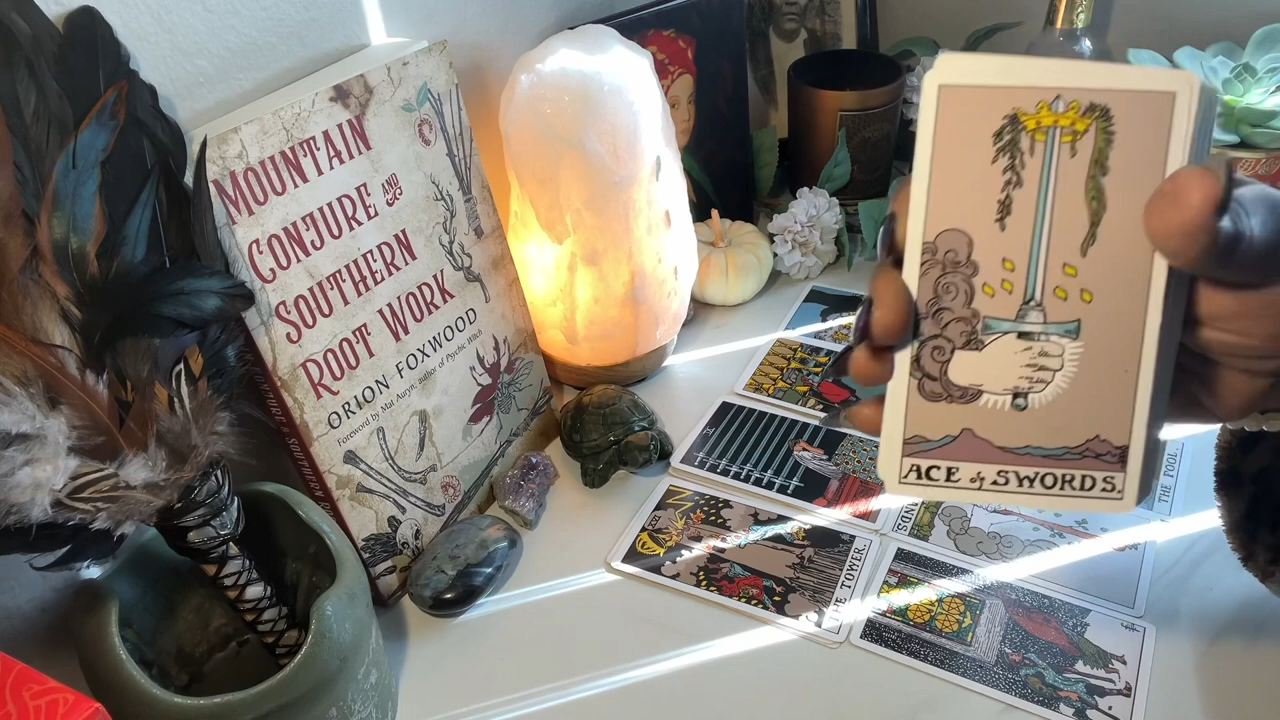 MOUNTAIN
CONJURE AND
SOUTHERN
ROOT WORK
ORION FOXWOOD
Foreword by Mat Auryn, author of Psychic Witch
ACE of SWORDS.
THE FOOL.
XVI
THE TOWER.